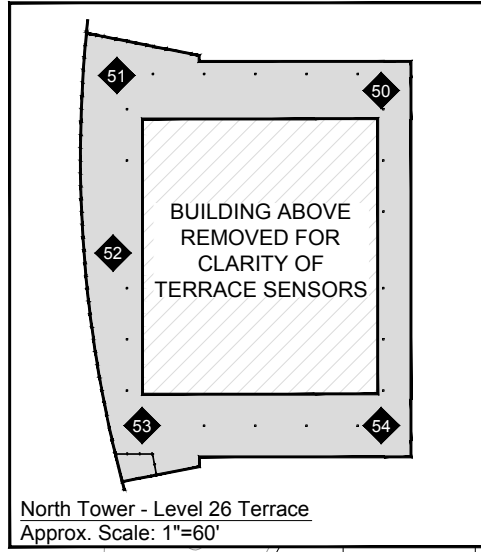 51
50
BUILDING ABOVE
REMOVED FOR
CLARITY OF
TERRACE SENSORS
52
53
54
North Tower - Level 26 Terrace
Approx. Scale: 1"=60'